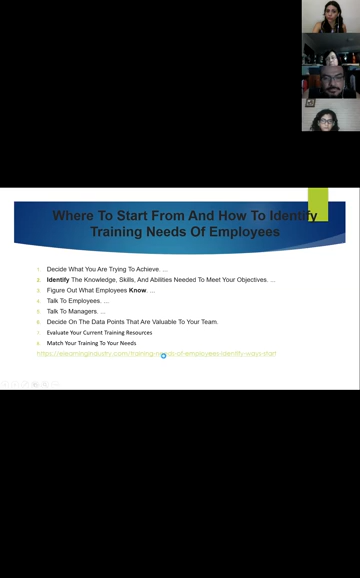 Where To Start From And How To Identify
Training Needs Of Employees
1. Decide What You Are Trying To Achieve. ...
2. Identify The Knowledge, Skills, And Abilities Needed To Meet Your Objectives. ...
3. Figure Out What Employees Know. ...
4. Talk To Employees. ...
5. Talk To Managers. ...
6. Decide On The Data Points That Are Valuable To Your Team.
7. Evaluate Your Current Training Resources
8. Match Your Training To Your Needs
https://elearningindustry.com/training-needs-of-employees-identify-ways-start